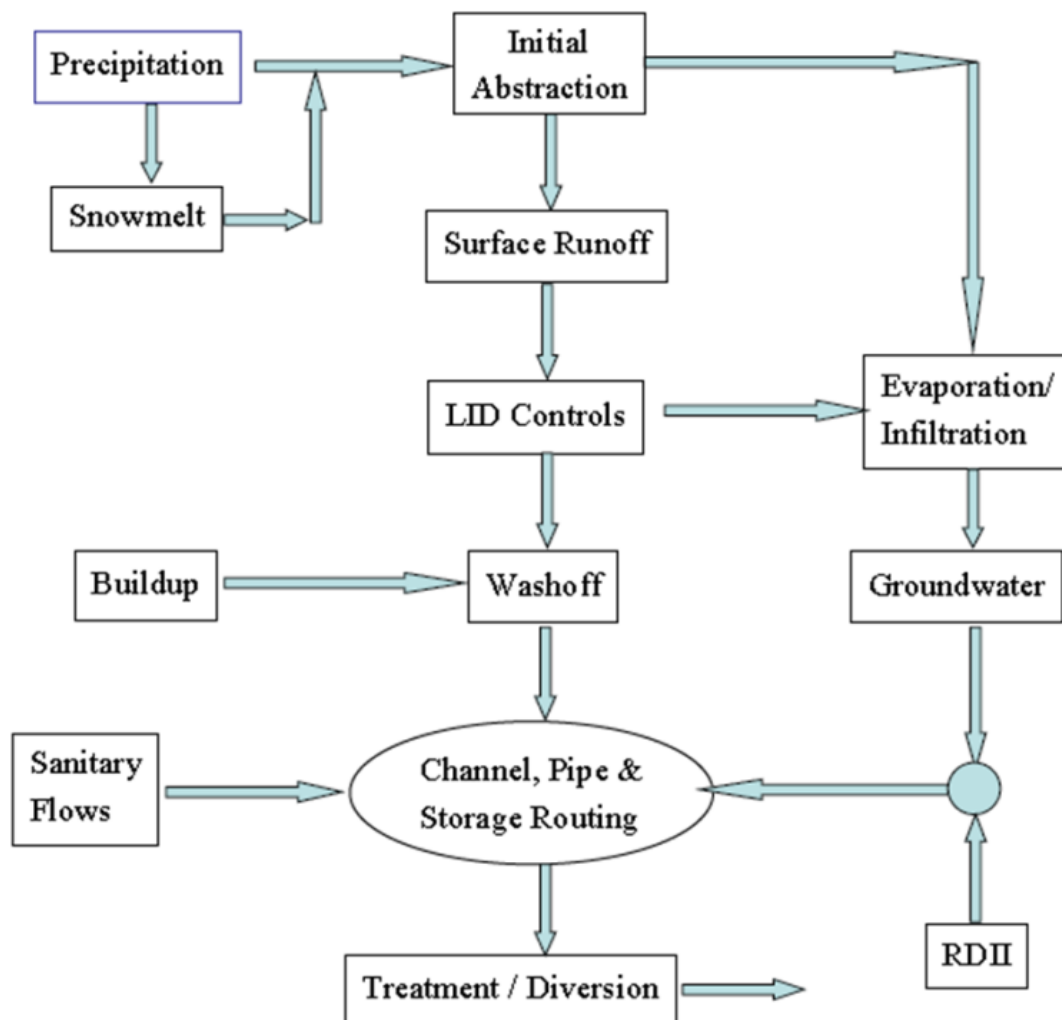 Precipitation
Initial
Abstraction
Snowmelt
Surface Runoff
LID Controls
Evaporation/
Infiltration
Buildup
Washoff
Groundwater
Sanitary
Flows
Channel, Pipe &
Storage Routing
RDII
Treatment / Diversion